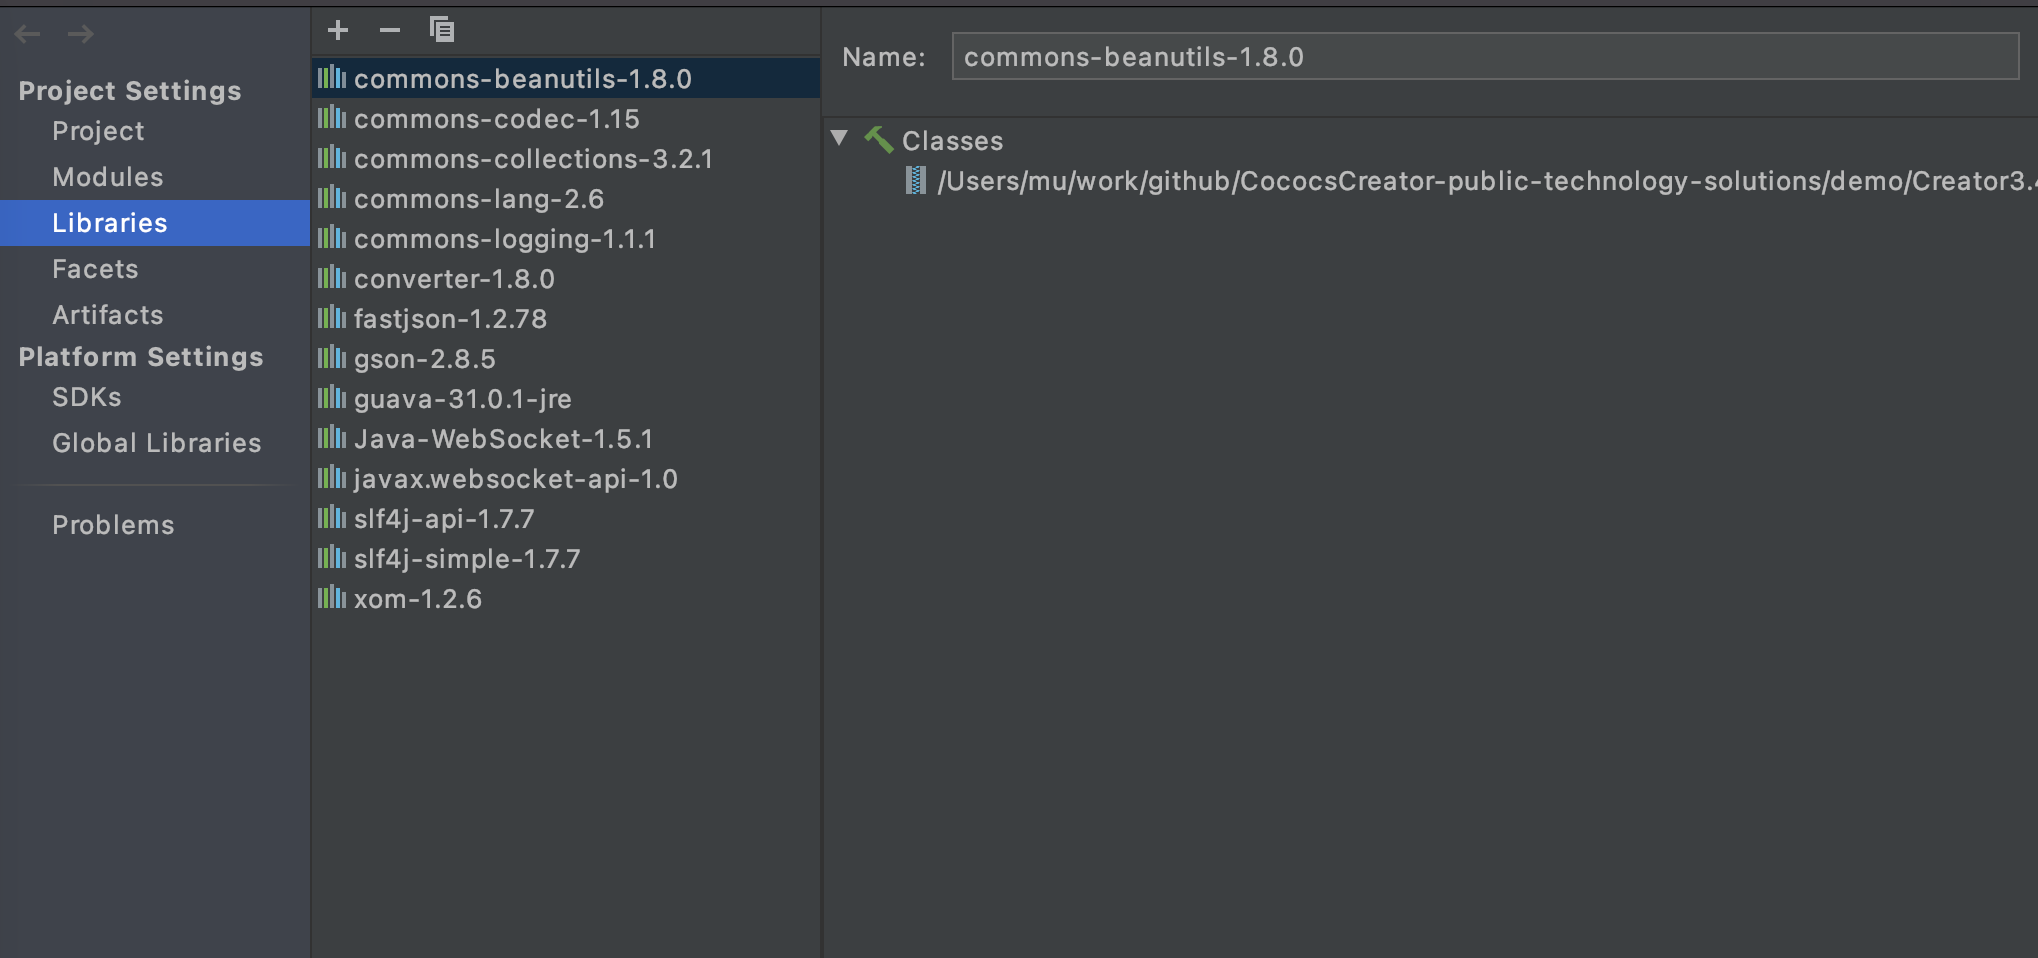 Project Settings
Project
Modules
Libraries
Facets
Artifacts
Platform Settings
SDKs
Global Libraries
Problems
commons-beanutils-1.8.0
commons-codec-1.15
commons-collections-3.2.1
commons-lang-2.6
commons-logging-1.1.1
converter-1.8.0
fastjson-1.2.78
gson-2.8.5
guava-31.0.1-jre
Java-WebSocket-1.5.1
javax.websocket-api-1.0
slf4j-api-1.7.7
slf4j-simple-1.7.7
xom-1.2.6
Name: commons-beanutils-1.8.0
Classes
/Users/mu/work/github/CococsCreator-public-technology-solutions/demo/Creator3.4